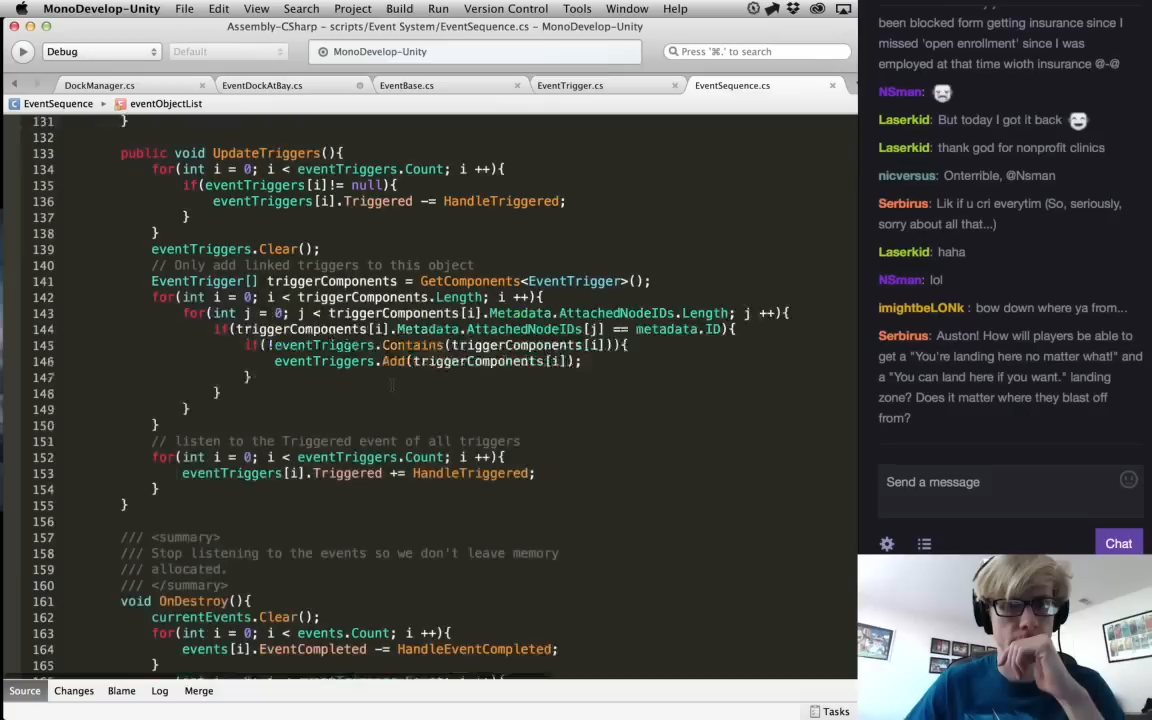 MonoDevelop-Unity File Edit View Search Project Build Run Version Control Tools Window Help
Assembly-CSharp - scripts/Event System/EventSequence.cs - MonoDevelop-Unity
Debug Default MonoDevelop-Unity Press '⌘.' to search
DockManager.cs EventDockAtBay.cs EventBase.cs EventTrigger.cs EventSequence.cs
EventSequence eventObjectList
131 }
132
133 public void UpdateTriggers(){
134 for(int i = 0; i < eventTriggers.Count; i ++){
135 if(eventTriggers[i]!= null){
136 eventTriggers[i].Triggered -= HandleTriggered;
137 }
138 }
139 eventTriggers.Clear();
140 // Only add linked triggers to this object
141 EventTrigger[] triggerComponents = GetComponents<EventTrigger>();
142 for(int i = 0; i < triggerComponents.Length; i ++){
143 for(int j = 0; j < triggerComponents[i].Metadata.AttachedNodeIDs.Length; j ++){
144 if(triggerComponents[i].Metadata.AttachedNodeIDs[j] == metadata.ID){
145 if(!eventTriggers.Contains(triggerComponents[i])){
146 eventTriggers.Add(triggerComponents[i]);
147 }
148 }
149 }
150 }
151 // listen to the Triggered event of all triggers
152 for(int i = 0; i < eventTriggers.Count; i ++){
153 eventTriggers[i].Triggered += HandleTriggered;
154 }
155 }
156
157 /// <summary>
158 /// Stop listening to the events so we don't leave memory
159 /// allocated.
160 /// </summary>
161 void OnDestroy(){
162 currentEvents.Clear();
163 for(int i = 0; i < events.Count; i ++){
164 events[i].EventCompleted -= HandleEventCompleted;
165 }
Source Changes Blame Log Merge
Tasks
been blocked form getting insurance since I
missed 'open enrollment' since I was
employed at that time wioth insurance @-@
NSman:
Laserkid: But today I got it back
Laserkid: thank god for nonprofit clinics
nicversus: Onterrible, @Nsman
Serbirus: Lik if u cri everytim (So, seriously,
sorry about all that...)
Laserkid: haha
NSman: lol
imightbeLONk : bow down where ya from...
Serbirus: Auston! How will players be able to
get a "You're landing here no matter what!" and
a "You can land here if you want." landing
zone? Does it matter where they blast off
from?
Send a message
Chat